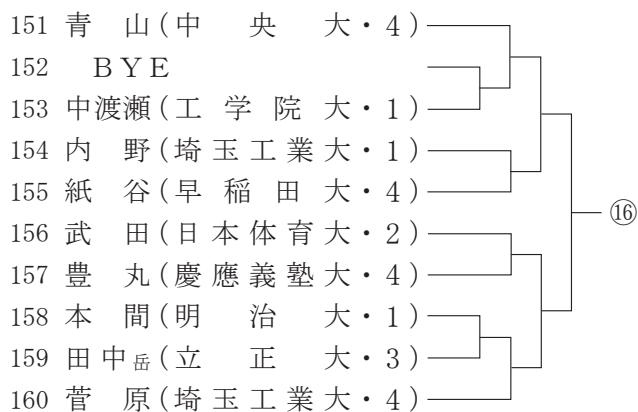 151 青 山(中 央 大・4)
152 BYE
153 中渡瀬(工 学 院 大・1)
154 内 野(埼 玉 工 業 大・1)
155 紙 谷(早 稲 田 大・4)
156 武 田(日 本 体 育 大・2)
157 豊 丸(慶 應 義 塾 大・4)
158 本 間(明 治 大・1)
159 田 中岳(立 正 大・3)
160 菅 原(埼 玉 工 業 大・4)
⑯